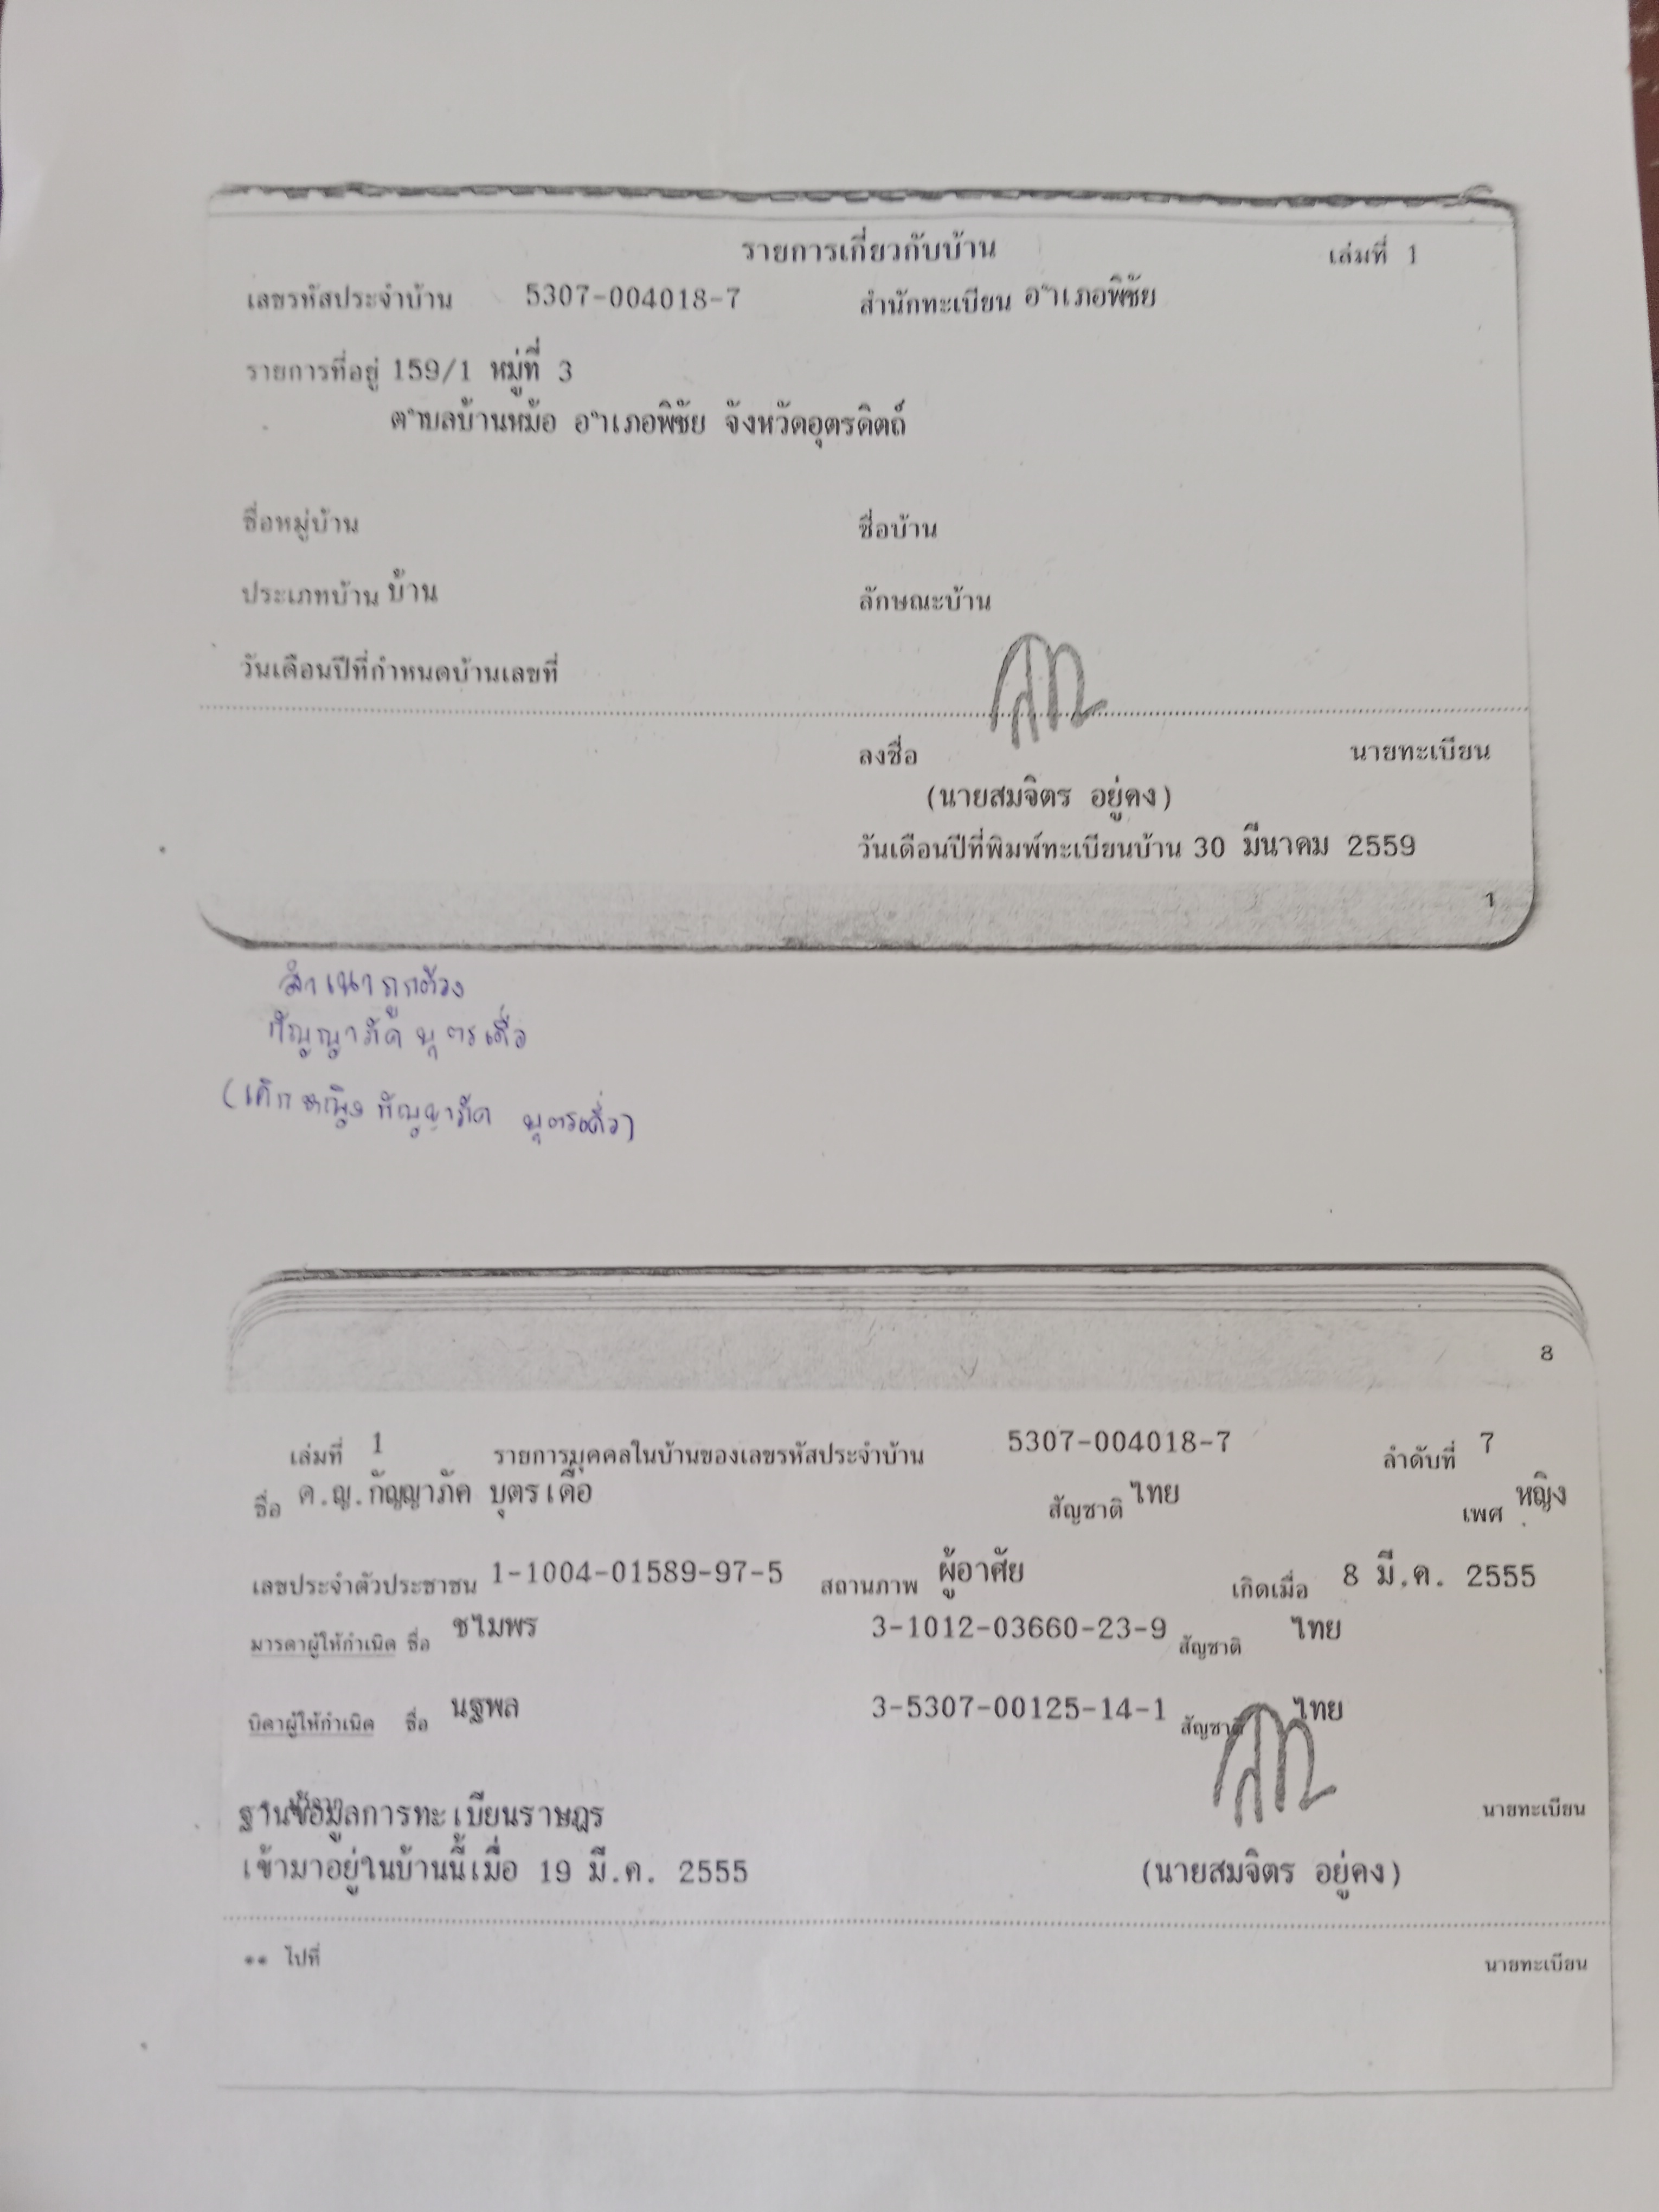 รายการเกี่ยวกับบ้าน เล่มที่ 1
เลขรหัสประจำบ้าน 5307-004018-7 สำนักทะเบียน อำเภอพิชัย
รายการที่อยู่ 159/1 หมู่ที่ 3
ตำบลบ้านหม้อ อำเภอพิชัย จังหวัดอุตรดิตถ์
ชื่อหมู่บ้าน ชื่อบ้าน
ประเภทบ้าน บ้าน ลักษณะบ้าน
วันเดือนปีที่กำหนดบ้านเลขที่
ลงชื่อ นายทะเบียน
(นายสมจิตร อยู่คง)
วันเดือนปีที่พิมพ์ทะเบียนบ้าน 30 มีนาคม 2559
1
สำเนาถูกต้อง
กัญญาภัค บุตรเดื่อ
(เด็กหญิง กัญญาภัค บุตรเดื่อ)
8
เล่มที่ 1 รายการบุคคลในบ้านของเลขรหัสประจำบ้าน 5307-004018-7 ลำดับที่ 7
ชื่อ ด.ญ.กัญญาภัค บุตรเดื่อ สัญชาติ ไทย เพศ หญิง
เลขประจำตัวประชาชน 1-1004-01589-97-5 สถานภาพ ผู้อาศัย เกิดเมื่อ 8 มี.ค. 2555
มารดาผู้ให้กำเนิด ชื่อ ชไมพร 3-1012-03660-23-9 สัญชาติ ไทย
บิดาผู้ให้กำเนิด ชื่อ นฐพล 3-5307-00125-14-1 สัญชาติ ไทย
ฐานข้อมูลการทะเบียนราษฎร นายทะเบียน
เข้ามาอยู่ในบ้านนี้เมื่อ 19 มี.ค. 2555 (นายสมจิตร อยู่คง)
** ไปที่ นายทะเบียน